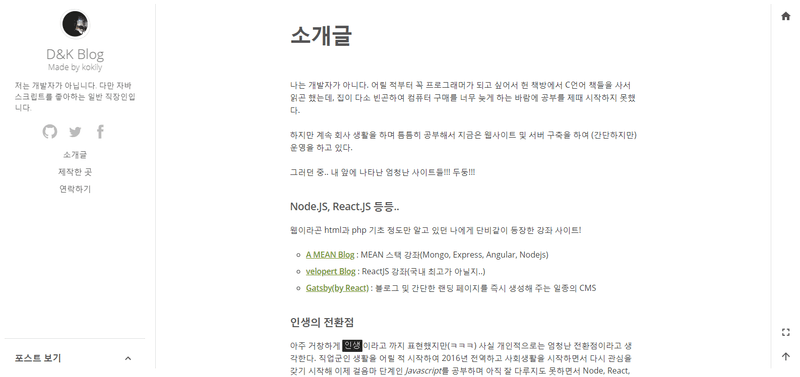 D&K Blog
Made by kokily
저는 개발자가 아닙니다. 다만 자바
스크립트를 좋아하는 일반 직장인입
니다.
소개글
제작한 곳
연락하기
포스트 보기
소개글
나는 개발자가 아니다. 어릴 적부터 꼭 프로그래머가 되고 싶어서 헌 책방에서 C언어 책들을 사서
읽곤 했는데, 집이 다소 빈곤하여 컴퓨터 구매를 너무 늦게 하는 바람에 공부를 제때 시작하지 못했
다.
하지만 계속 회사 생활을 하며 틈틈히 공부해서 지금은 웹사이트 및 서버 구축을 하여 (간단하지만)
운영을 하고 있다.
그러던 중.. 내 앞에 나타난 엄청난 사이트들!!! 두둥!!!
Node.JS, React.JS 등등..
웹이라곤 html과 php 기초 정도만 알고 있던 나에게 단비같이 등장한 강좌 사이트!
A MEAN Blog : MEAN 스택 강좌(Mongo, Express, Angular, Nodejs)
velopert Blog : ReactJS 강좌(국내 최고가 아닐지..)
Gatsby(by React) : 블로그 및 간단한 랜딩 페이지를 즉시 생성해 주는 일종의 CMS
인생의 전환점
아주 거창하게 인생이라고 까지 표현했지만(ㅋㅋㅋ) 사실 개인적으로는 엄청난 전환점이라고 생
각한다. 직업군인 생활을 어릴 적 시작하여 2016년 전역하고 사회생활을 시작하면서 다시 관심을
갖기 시작해 이제 걸음마 단계인 Javascript를 공부하며 아직 잘 다루지도 못하면서 Node, React,